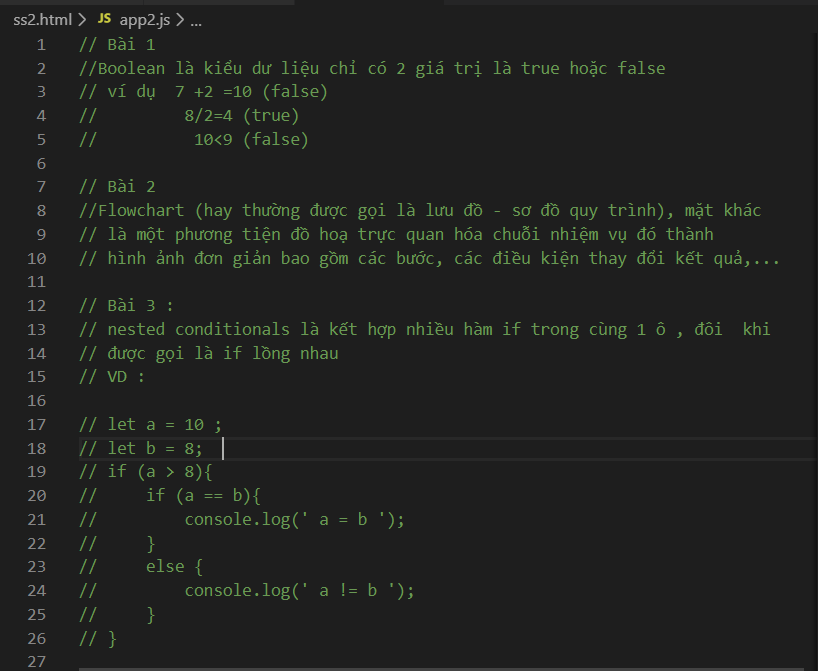 ss2.html > JS app2.js > ...
1 // Bài 1
2 //Boolean là kiểu dư liệu chỉ có 2 giá trị là true hoặc false
3 // ví dụ  7 +2 =10 (false)
4 //         8/2=4 (true)
5 //          10<9 (false)
6
7 // Bài 2
8 //Flowchart (hay thường được gọi là lưu đồ - sơ đồ quy trình), mặt khác
9 // là một phương tiện đồ hoạ trực quan hóa chuỗi nhiệm vụ đó thành
10 // hình ảnh đơn giản bao gồm các bước, các điều kiện thay đổi kết quả,...
11
12 // Bài 3 :
13 // nested conditionals là kết hợp nhiều hàm if trong cùng 1 ô , đôi  khi
14 // được gọi là if lồng nhau
15 // VD :
16
17 // let a = 10 ;
18 // let b = 8;
19 // if (a > 8){
20 //     if (a == b){
21 //         console.log(' a = b ');
22 //     }
23 //     else {
24 //         console.log(' a != b ');
25 //     }
26 // }
27